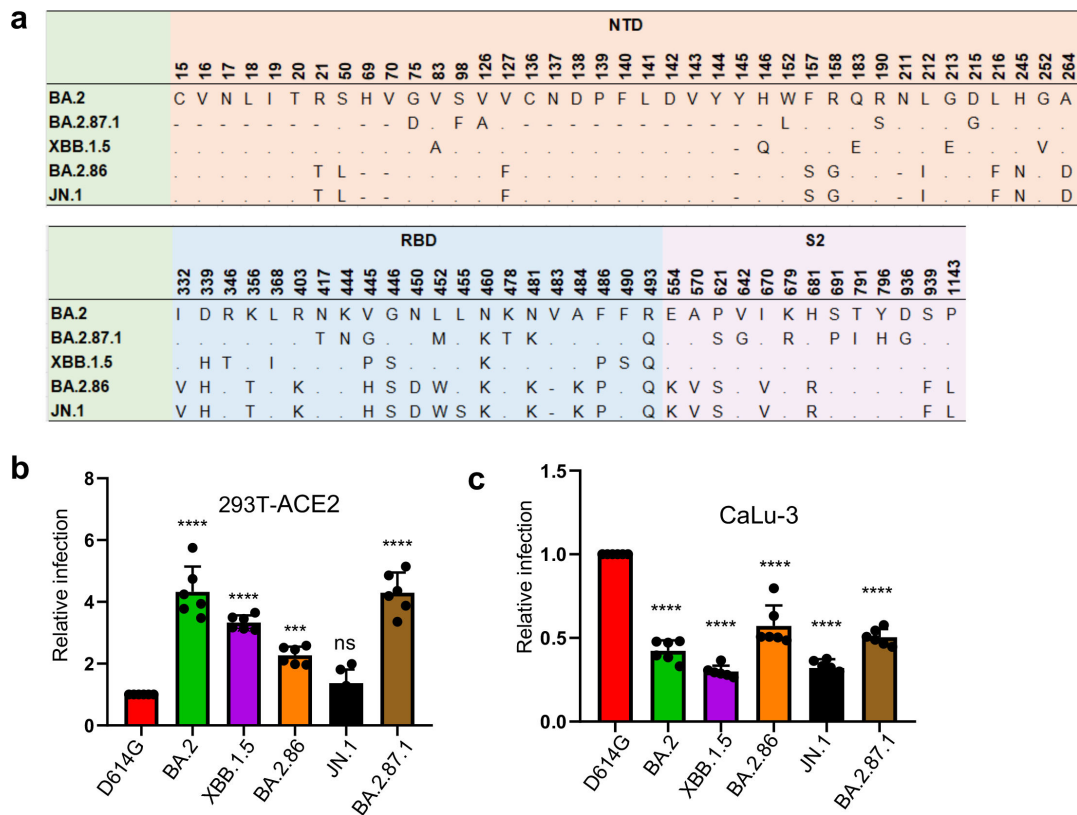 a
NTD
15 16 17 18 19 20 21 50 69 70 75 83 98 126 127 136 137 138 139 140 141 142 143 144 145 146 152 157 158 183 190 211 212 213 215 216 245 252 264
BA.2 C V N L I T R S H V G V S V V C N D P F L D V Y Y H W F R Q R N L G D L H G A
BA.2.87.1 - - - - - - - . . . D . F A . - - - - - - - - - - - L . . . S . . . G . . . .
XBB.1.5 . . . . . . . . . . . A . . . . . . . . . . . . - Q . . . E . . . E . . . V .
BA.2.86 . . . . . . T L - - . . . . F . . . . . . . . . - . . S G . . - I . . F N . D
JN.1 . . . . . . T L - - . . . . F . . . . . . . . . - . . S G . . - I . . F N . D
RBD S2
332 339 346 356 368 403 417 444 445 446 450 452 455 460 478 481 483 484 486 490 493 554 570 621 642 670 679 681 691 791 796 936 939 1143
BA.2 I D R K L R N K V G N L L N K N V A F F R E A P V I K H S T Y D S P
BA.2.87.1 . . . . . . T N G . . M . K T K . . . . Q . . S G . R . P I H G . .
XBB.1.5 . H T . I . . . P S . . . K . . . . P S Q . . . . . . . . . . . . .
BA.2.86 V H . T . K . . H S D W . K . K - K P . Q K V S . V . R . . . . F L
JN.1 V H . T . K . . H S D W S K . K - K P . Q K V S . V . R . . . . F L
b
293T-ACE2
Relative infection
8
6
4
2
0
****
****
***
ns
****
D614G
BA.2
XBB.1.5
BA.2.86
JN.1
BA.2.87.1
c
CaLu-3
Relative infection
1.5
1.0
0.5
0.0
****
****
****
****
****
D614G
BA.2
XBB.1.5
BA.2.86
JN.1
BA.2.87.1